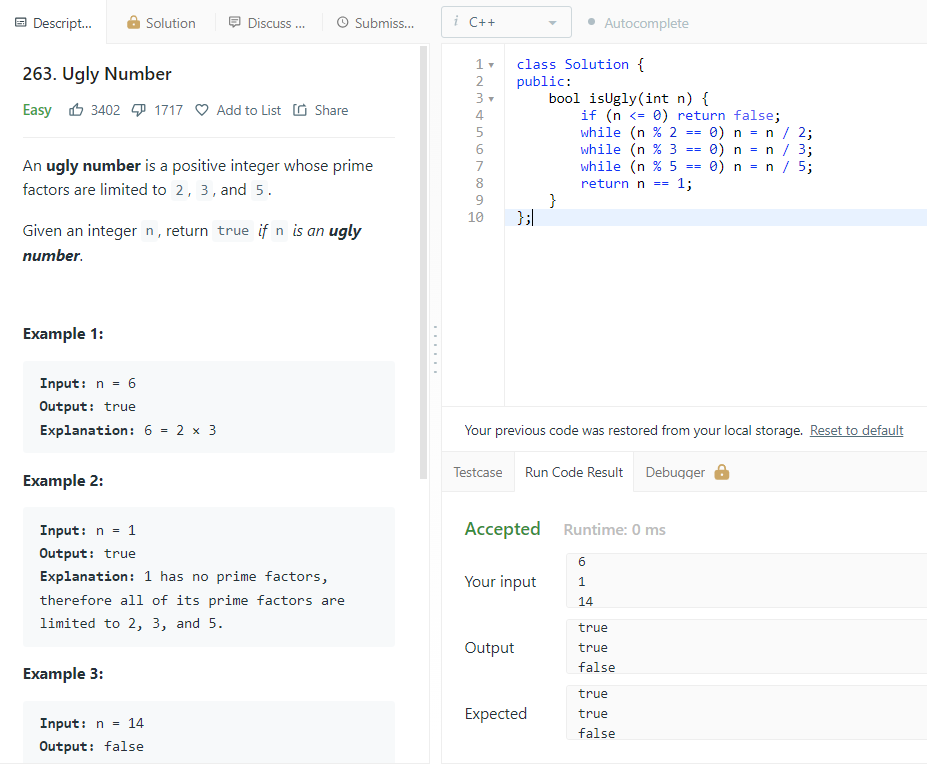 Descript...
Solution
Discuss ...
Submiss...
263. Ugly Number
Easy 3402 1717 Add to List Share
An ugly number is a positive integer whose prime
factors are limited to 2, 3, and 5.
Given an integer n, return true if n is an ugly
number.
Example 1:
Input: n = 6
Output: true
Explanation: 6 = 2 × 3
Example 2:
Input: n = 1
Output: true
Explanation: 1 has no prime factors,
therefore all of its prime factors are
limited to 2, 3, and 5.
Example 3:
Input: n = 14
Output: false
i C++
Autocomplete
1 class Solution {
2 public:
3 bool isUgly(int n) {
4 if (n <= 0) return false;
5 while (n % 2 == 0) n = n / 2;
6 while (n % 3 == 0) n = n / 3;
7 while (n % 5 == 0) n = n / 5;
8 return n == 1;
9 }
10 };
Your previous code was restored from your local storage. Reset to default
Testcase
Run Code Result
Debugger
Accepted Runtime: 0 ms
Your input
6
1
14
Output
true
true
false
Expected
true
true
false